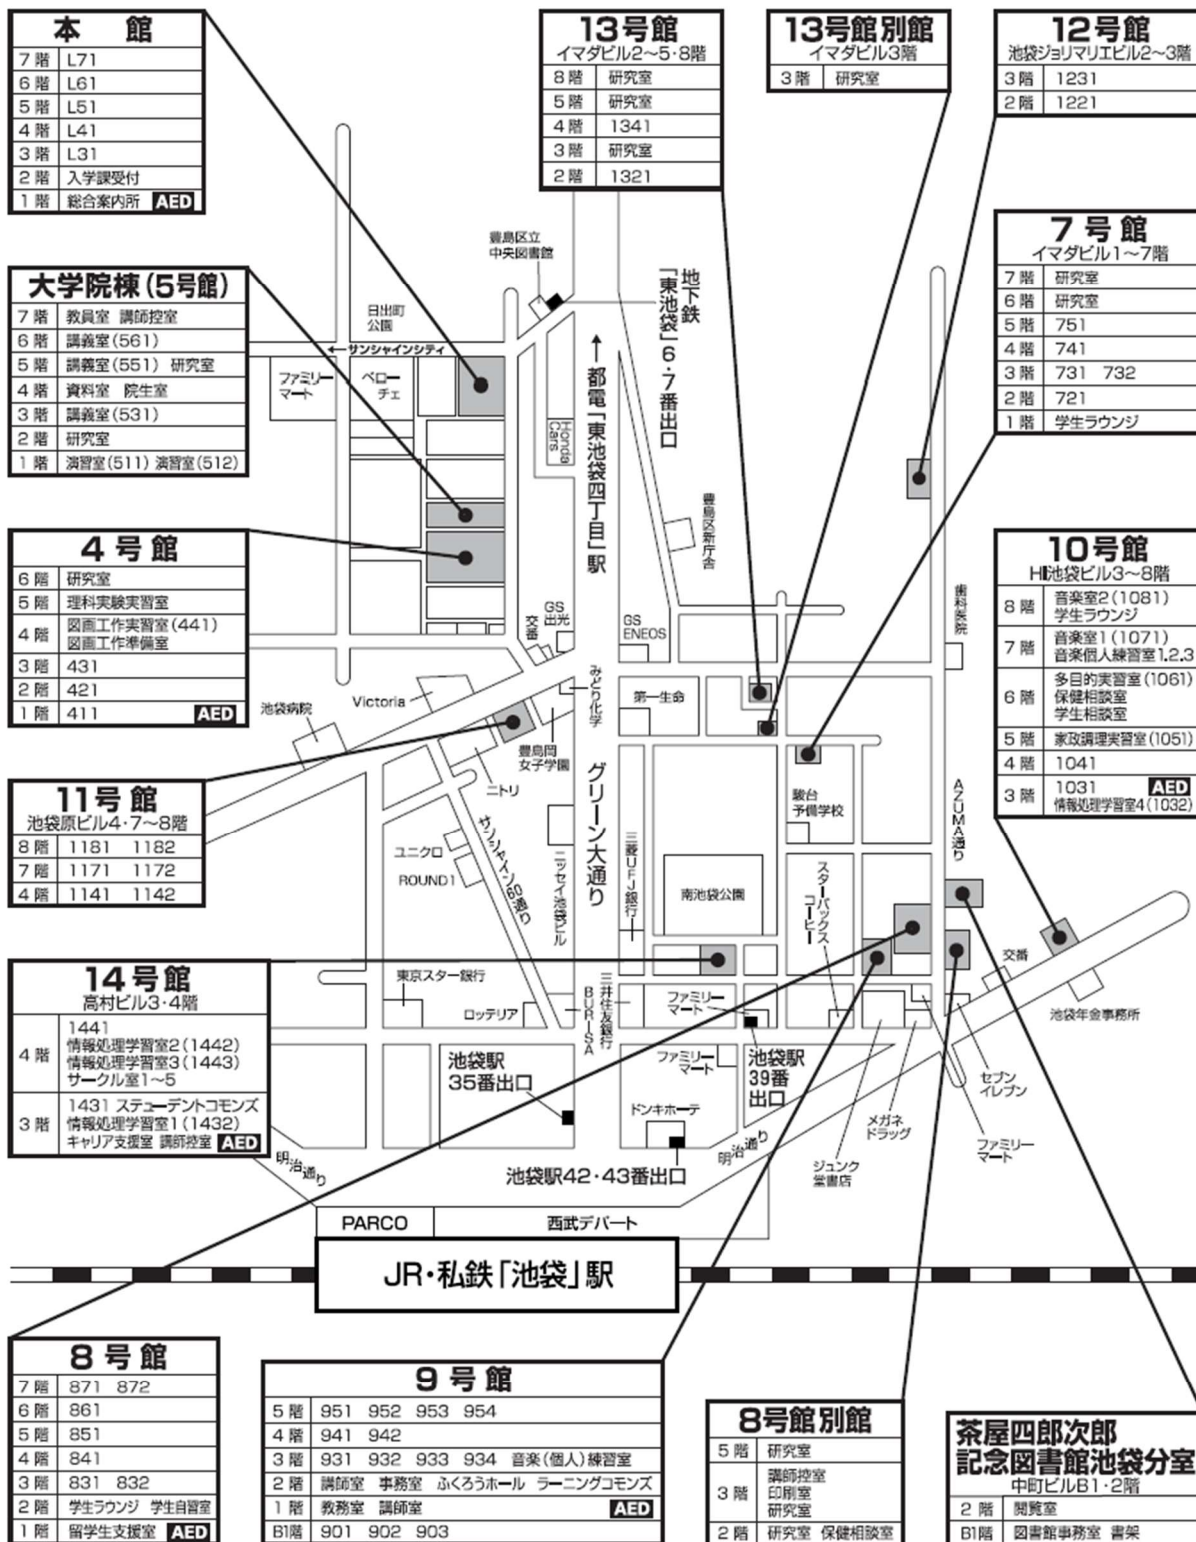 本 館
7階 L71
6階 L61
5階 L51
4階 L41
3階 L31
2階 入学課受付
1階 総合案内所 AED
13号館
イマダビル2～5・8階
8階 研究室
5階 研究室
4階 1341
3階 研究室
2階 1321
13号館別館
イマダビル3階
3階 研究室
12号館
池袋ジョリマリエビル2～3階
3階 1231
2階 1221
大学院棟(5号館)
7階 教員室 講師控室
6階 講義室(561)
5階 講義室(551) 研究室
4階 資料室 院生室
3階 講義室(531)
2階 研究室
1階 演習室(511) 演習室(512)
7号館
イマダビル1～7階
7階 研究室
6階 研究室
5階 751
4階 741
3階 731 732
2階 721
1階 学生ラウンジ
4号館
6階 研究室
5階 理科実験実習室
4階 図画工作実習室(441)
図画工作準備室
3階 431
2階 421
1階 411 AED
10号館
HII池袋ビル3～8階
8階 音楽室2(1081)
学生ラウンジ
7階 音楽室1(1071)
音楽個人練習室1.2.3
6階 多目的実習室(1061)
保健相談室
学生相談室
5階 家政調理実習室(1051)
4階 1041
3階 1031 AED
情報処理学習室4(1032)
11号館
池袋原ビル4・7～8階
8階 1181 1182
7階 1171 1172
4階 1141 1142
14号館
高村ビル3・4階
4階 1441
情報処理学習室2(1442)
情報処理学習室3(1443)
サークル室1～5
3階 1431 ステューデントコモンズ
情報処理学習室1(1432)
キャリア支援室 講師控室 AED
豊島区立
中央図書館
日出町
公園
←サンシャインシティ
ファミリー
マート
ベロー
チェ
Honda
Cars
↑都電「東池袋四丁目」駅
地下鉄
「東池袋」6・7番出口
豊島区新庁舎
歯科医院
交番
GS
出光
GS
ENEOS
みどり化学
第一生命
Victoria
池袋病院
豊島岡
女子学園
ニトリ
グリーン大通り
駿台
予備学校
AZUMA通り
ユニクロ
ROUND1
サンシャイン60通り
ニッセイ池袋ビル
三菱UFJ銀行
南池袋公園
スターバックス
コーヒー
東京スター銀行
ロッテリア
BURISA
三井住友銀行
ファミリー
マート
交番
池袋年金事務所
池袋駅
35番出口
ファミリー
マート
池袋駅
39番
出口
セブン
イレブン
ドンキホーテ
メガネ
ドラッグ
ファミリー
マート
明治通り
池袋駅42・43番出口
明治通り
ジュンク
堂書店
PARCO
西武デパート
JR・私鉄「池袋」駅
8号館
7階 871 872
6階 861
5階 851
4階 841
3階 831 832
2階 学生ラウンジ 学生自習室
1階 留学生支援室 AED
9号館
5階 951 952 953 954
4階 941 942
3階 931 932 933 934 音楽(個人)練習室
2階 講師室 事務室 ふくろうホール ラーニングコモンズ
1階 教務室 講師室 AED
B1階 901 902 903
8号館別館
5階 研究室
3階 講師控室
印刷室
研究室
2階 研究室 保健相談室
茶屋四郎次郎
記念図書館池袋分室
中町ビルB1・2階
2階 閲覧室
B1階 図書館事務室 書架